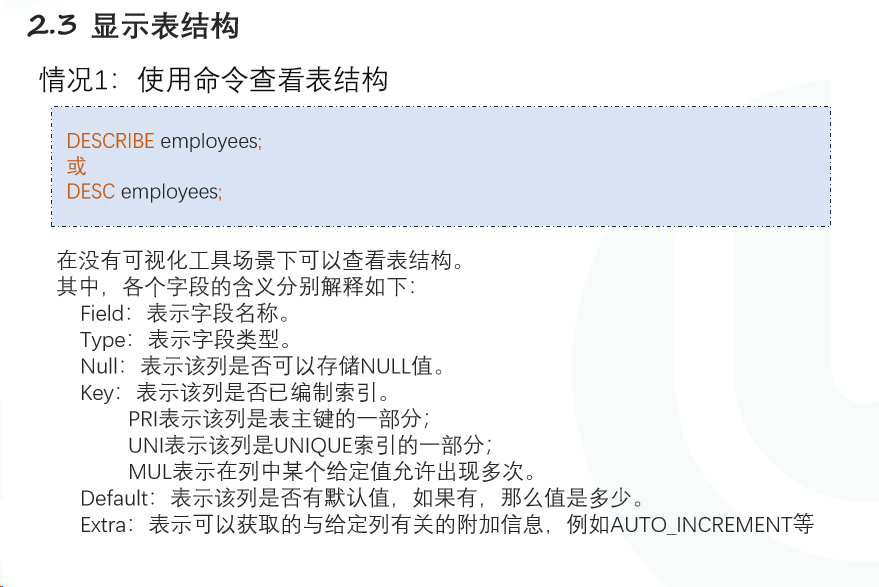 2.3 显示表结构
情况1：使用命令查看表结构
DESCRIBE employees;
或
DESC employees;
在没有可视化工具场景下可以查看表结构。
其中，各个字段的含义分别解释如下：
Field：表示字段名称。
Type：表示字段类型。
Null：表示该列是否可以存储NULL值。
Key：表示该列是否已编制索引。
PRI表示该列是表主键的一部分；
UNI表示该列是UNIQUE索引的一部分；
MUL表示在列中某个给定值允许出现多次。
Default：表示该列是否有默认值，如果有，那么值是多少。
Extra：表示可以获取的与给定列有关的附加信息，例如AUTO_INCREMENT等